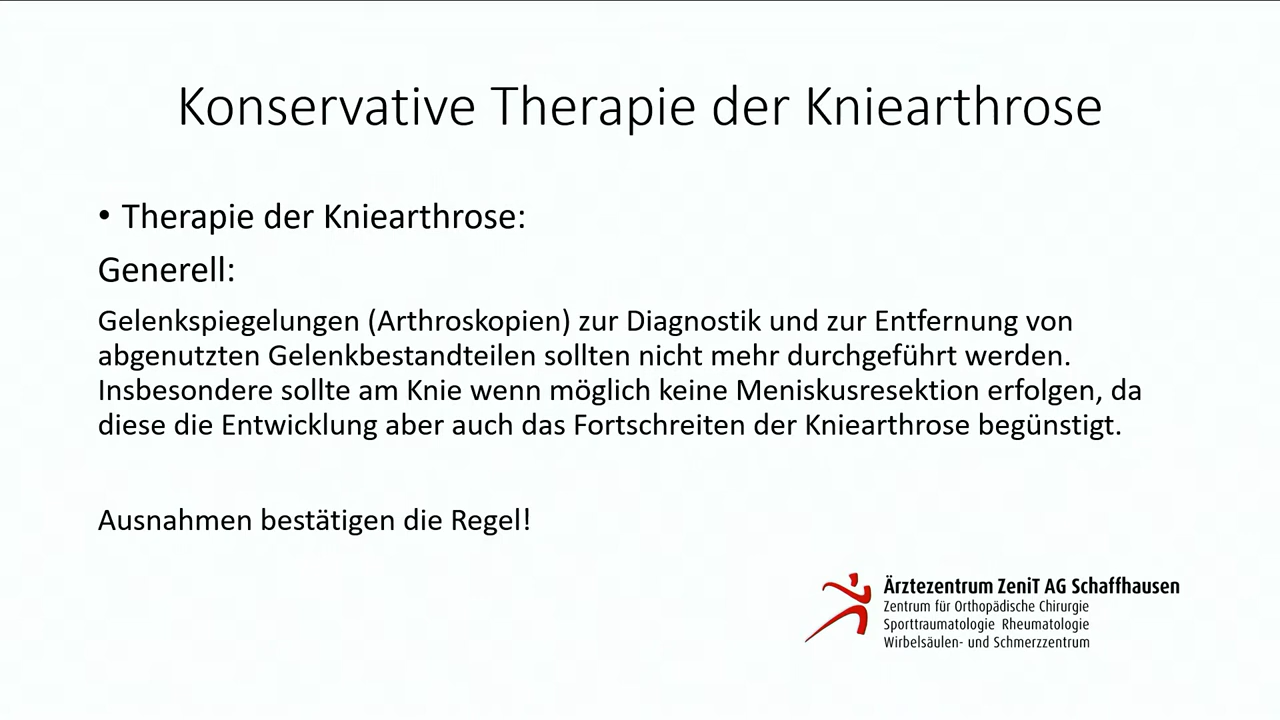 Konservative Therapie der Kniearthrose
• Therapie der Kniearthrose:
Generell:
Gelenkspiegelungen (Arthroskopien) zur Diagnostik und zur Entfernung von
abgenutzten Gelenkbestandteilen sollten nicht mehr durchgeführt werden.
Insbesondere sollte am Knie wenn möglich keine Meniskusresektion erfolgen, da
diese die Entwicklung aber auch das Fortschreiten der Kniearthrose begünstigt.
Ausnahmen bestätigen die Regel!
Ärztezentrum ZeniT AG Schaffhausen
Zentrum für Orthopädische Chirurgie
Sporttraumatologie Rheumatologie
Wirbelsäulen- und Schmerzzentrum